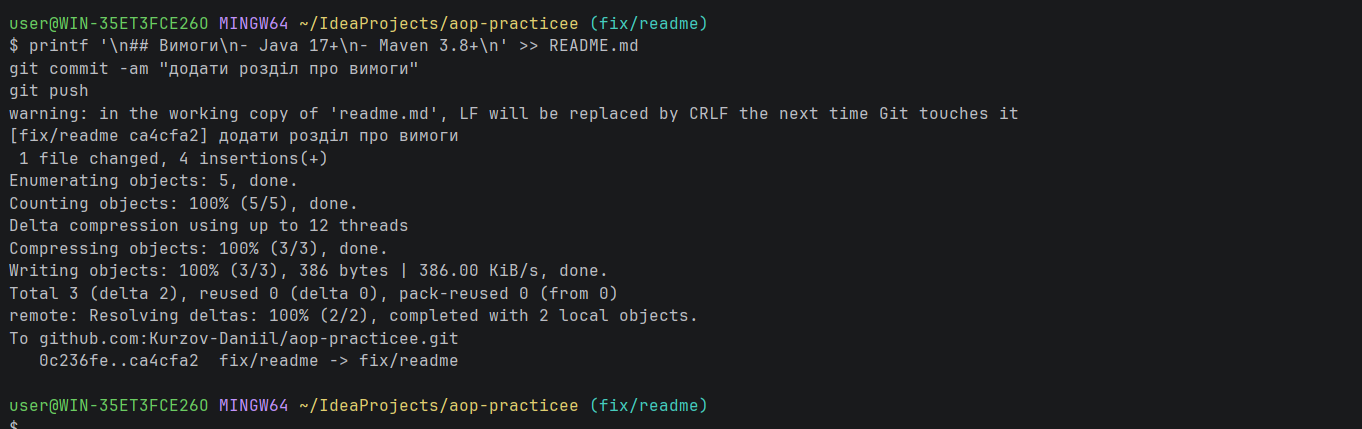 user@WIN-35ET3FCE26O MINGW64 ~/IdeaProjects/aop-practicee (fix/readme)
$ printf '\n## Вимоги\n- Java 17+\n- Maven 3.8+\n' >> README.md
git commit -am "додати розділ про вимоги"
git push
warning: in the working copy of 'readme.md', LF will be replaced by CRLF the next time Git touches it
[fix/readme ca4cfa2] додати розділ про вимоги
 1 file changed, 4 insertions(+)
Enumerating objects: 5, done.
Counting objects: 100% (5/5), done.
Delta compression using up to 12 threads
Compressing objects: 100% (3/3), done.
Writing objects: 100% (3/3), 386 bytes | 386.00 KiB/s, done.
Total 3 (delta 2), reused 0 (delta 0), pack-reused 0 (from 0)
remote: Resolving deltas: 100% (2/2), completed with 2 local objects.
To github.com:Kurzov-Daniil/aop-practicee.git
   0c236fe..ca4cfa2  fix/readme -> fix/readme

user@WIN-35ET3FCE26O MINGW64 ~/IdeaProjects/aop-practicee (fix/readme)
$